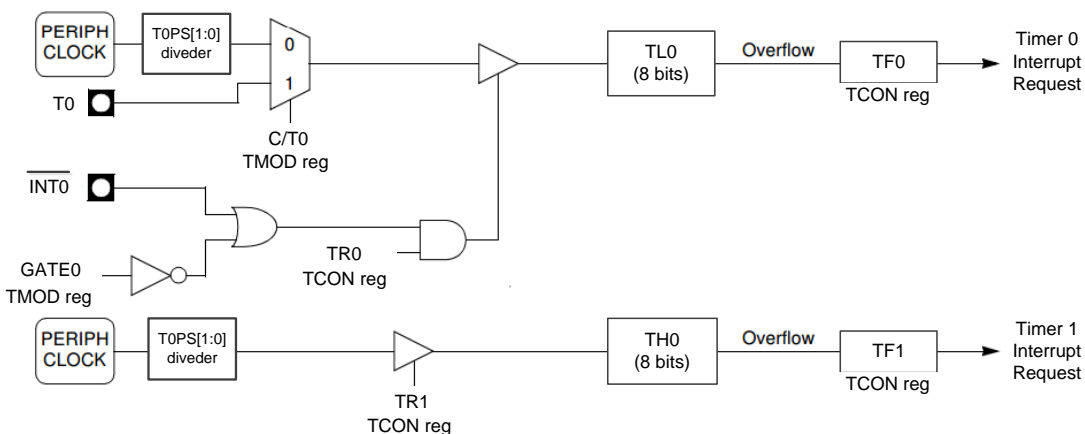 PERIPH
CLOCK
T0PS[1:0]
diveder
0
1
T0
C/T0
TMOD reg
TL0
(8 bits)
Overflow
TF0
TCON reg
Timer 0
Interrupt
Request
INT0
GATE0
TMOD reg
TR0
TCON reg
PERIPH
CLOCK
T0PS[1:0]
diveder
TR1
TCON reg
TH0
(8 bits)
Overflow
TF1
TCON reg
Timer 1
Interrupt
Request